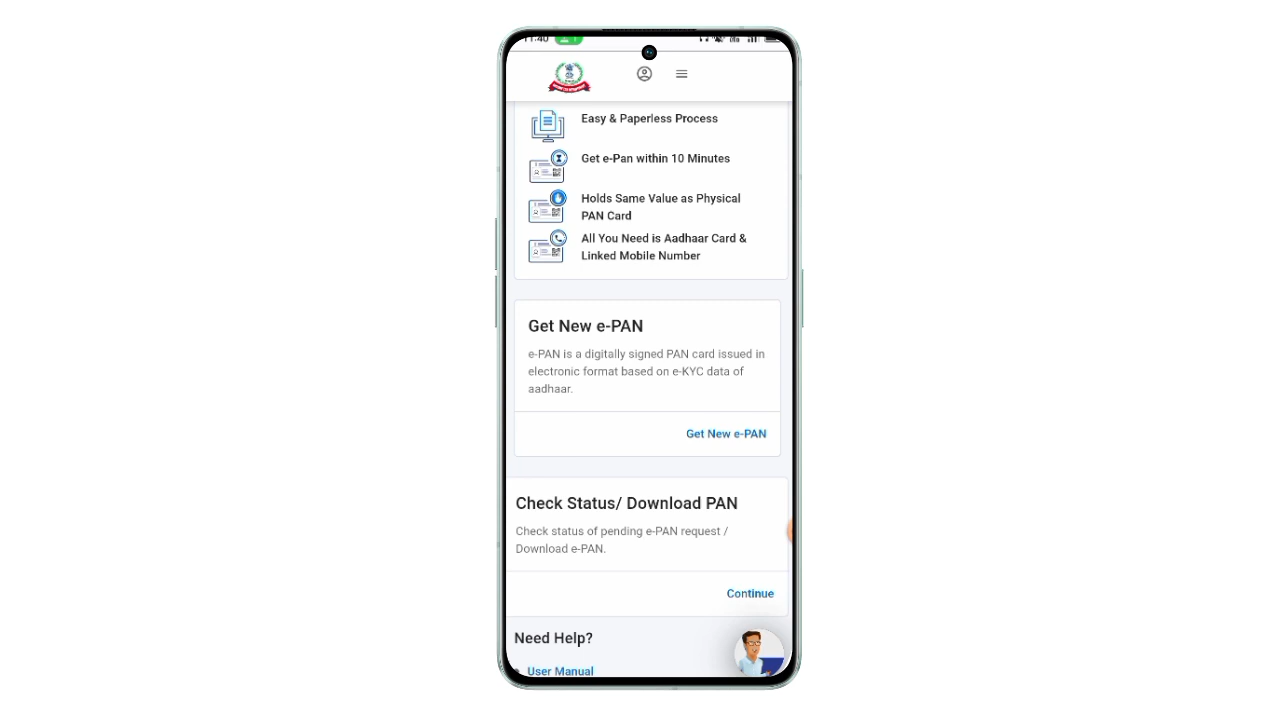 11:40
Easy & Paperless Process
Get e-Pan within 10 Minutes
Holds Same Value as Physical
PAN Card
All You Need is Aadhaar Card &
Linked Mobile Number
Get New e-PAN
e-PAN is a digitally signed PAN card issued in
electronic format based on e-KYC data of
aadhaar.
Get New e-PAN
Check Status/ Download PAN
Check status of pending e-PAN request /
Download e-PAN.
Continue
Need Help?
User Manual